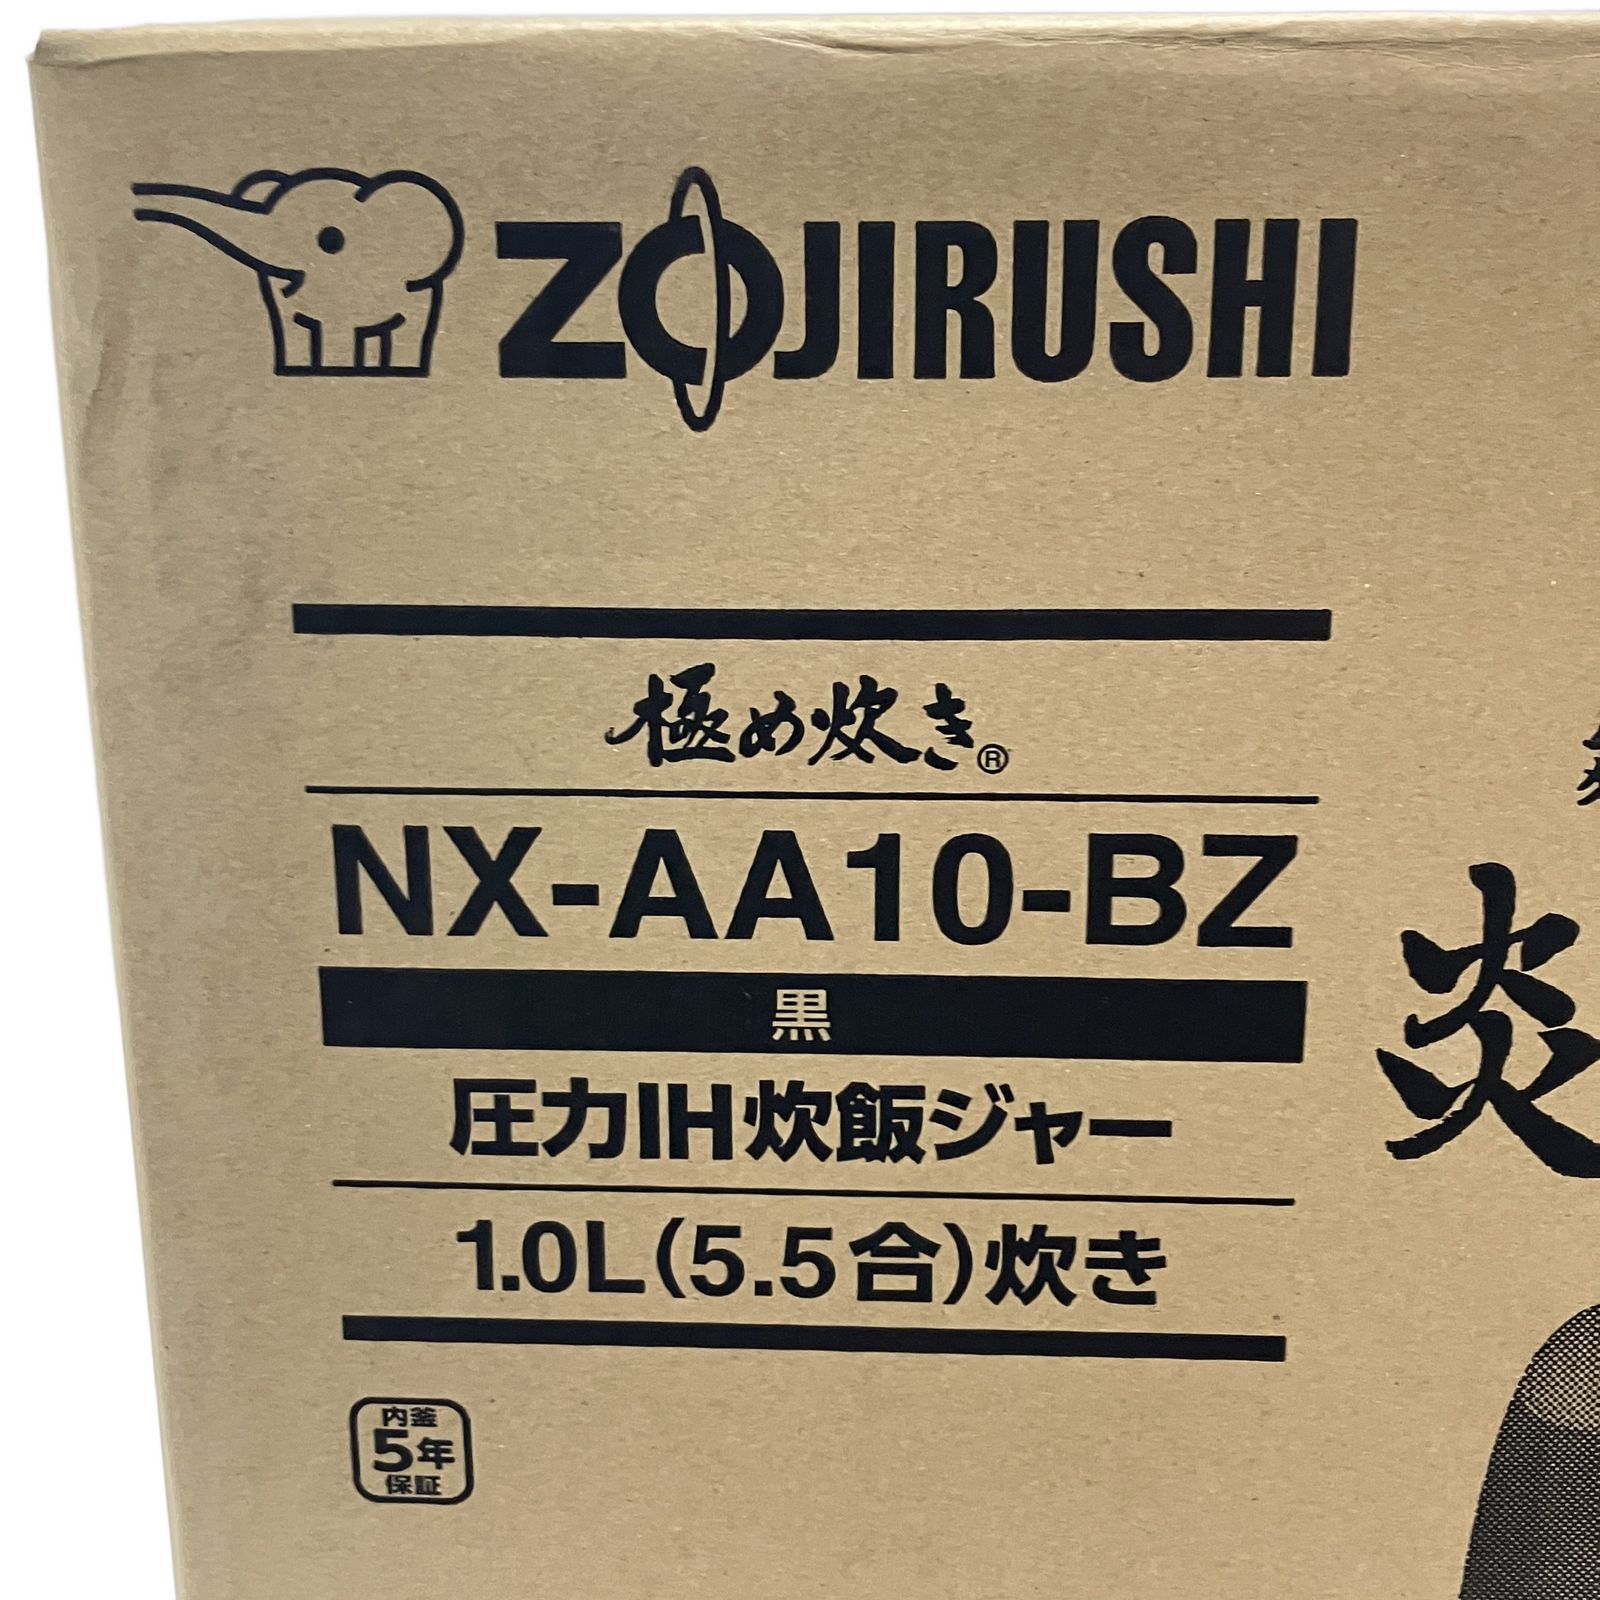 ZOJIRUSHI
極め炊き®
NX-AA10-BZ
黒
圧力IH炊飯ジャー
1.0L(5.5合)炊き
内釜
5年
保証
炎